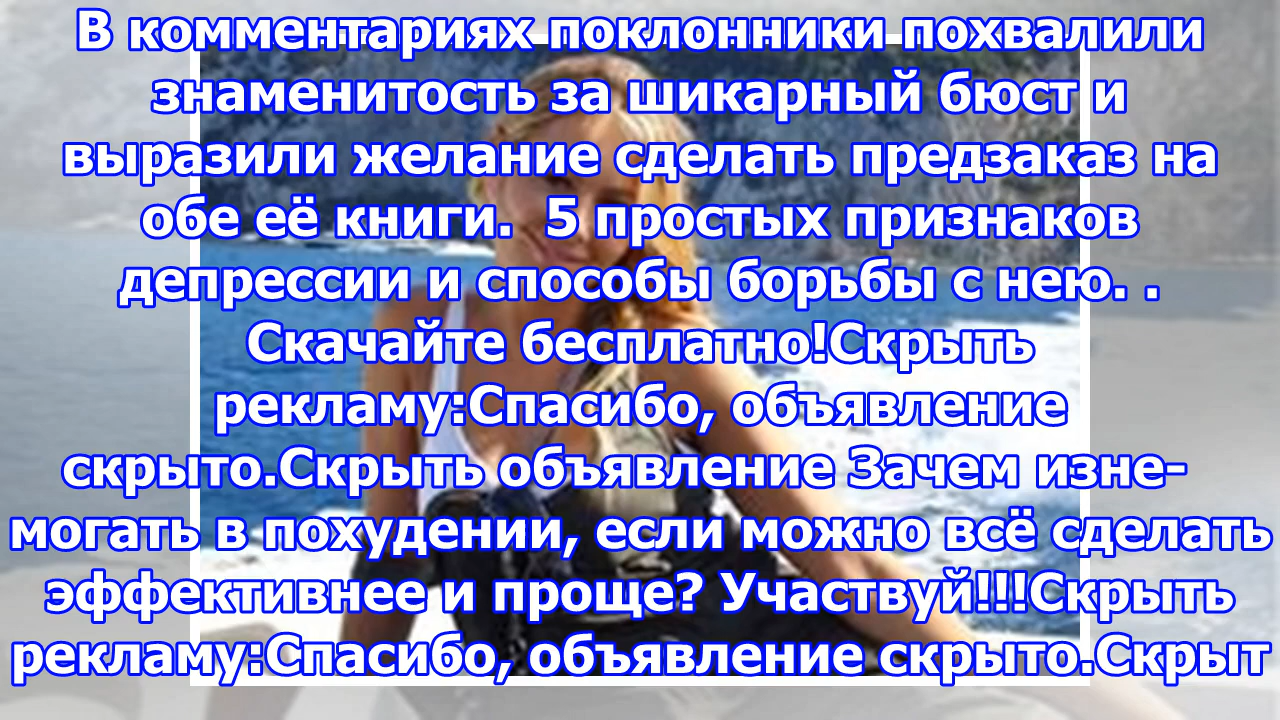 В комментариях поклонники похвалили
знаменитость за шикарный бюст и
выразили желание сделать предзаказ на
обе её книги.  5 простых признаков
депрессии и способы борьбы с нею. .
Скачайте бесплатно!Скрыть
рекламу:Спасибо, объявление
скрыто.Скрыть объявление Зачем изне-
могать в похудении, если можно всё сделать
эффективнее и проще? Участвуй!!!Скрыть
рекламу:Спасибо, объявление скрыто.Скрыт